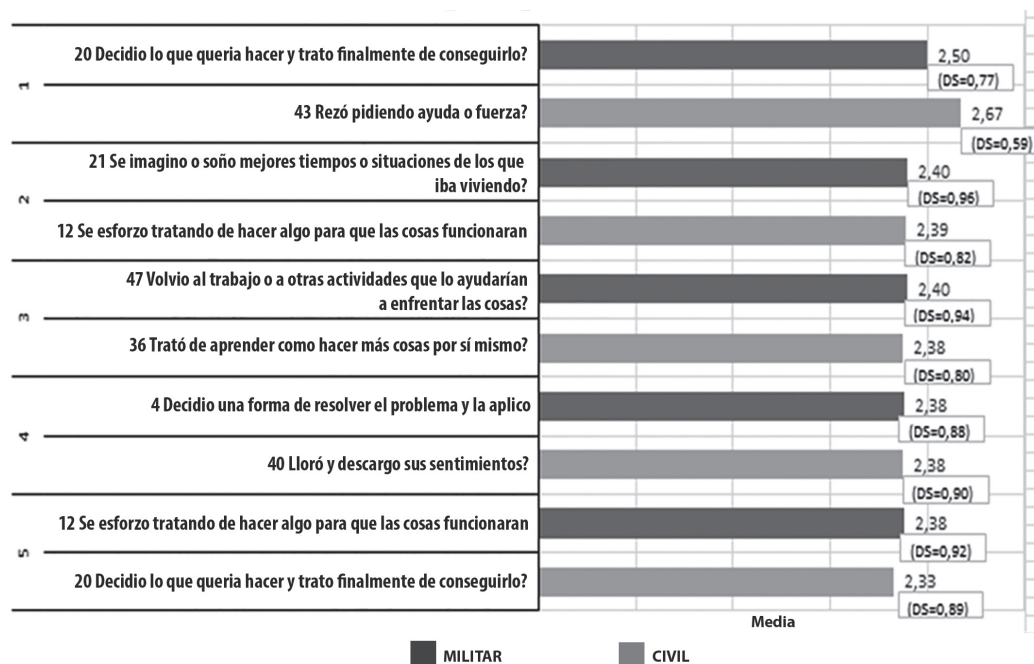 20 Decidio lo que queria hacer y trato finalmente de conseguirlo?
2,50
(DS=0,77)
1
43 Rezó pidiendo ayuda o fuerza?
2,67
(DS=0,59)
21 Se imagino o soño mejores tiempos o situaciones de los que
iba viviendo?
2,40
(DS=0,96)
2
12 Se esforzo tratando de hacer algo para que las cosas funcionaran
2,39
(DS=0,82)
47 Volvio al trabajo o a otras actividades que lo ayudarían
a enfrentar las cosas?
2,40
(DS=0,94)
3
36 Trató de aprender como hacer más cosas por sí mismo?
2,38
(DS=0,80)
4 Decidio una forma de resolver el problema y la aplico
2,38
(DS=0,88)
4
40 Lloró y descargo sus sentimientos?
2,38
(DS=0,90)
12 Se esforzo tratando de hacer algo para que las cosas funcionaran
2,38
(DS=0,92)
5
20 Decidio lo que queria hacer y trato finalmente de conseguirlo?
2,33
(DS=0,89)
Media
MILITAR
CIVIL